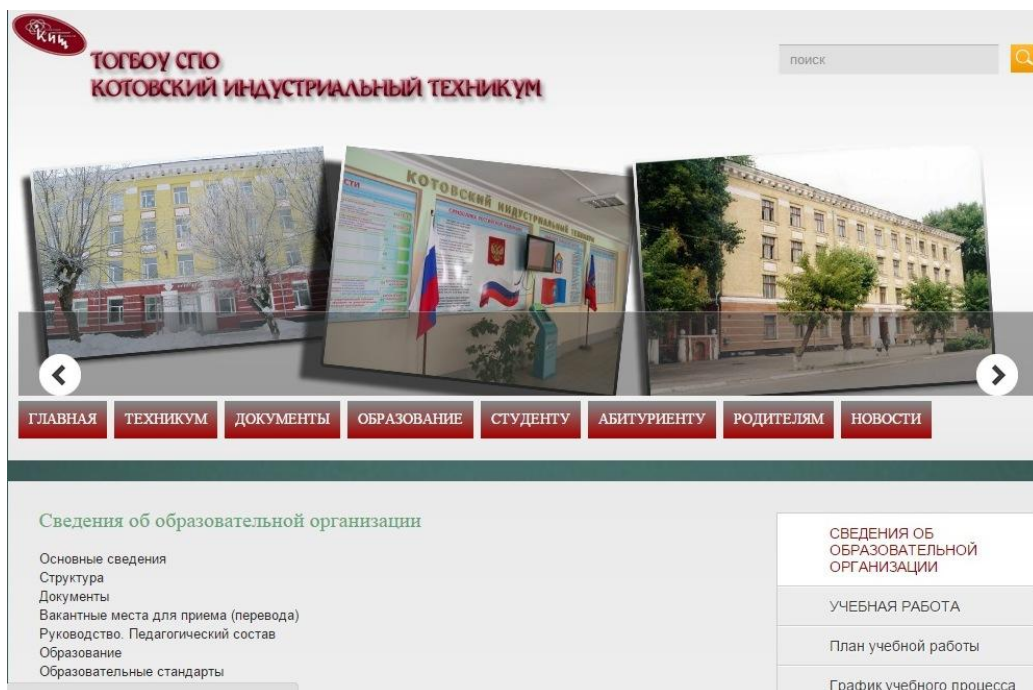 Кит
ТОГБОУ СПО
КОТОВСКИЙ ИНДУСТРИАЛЬНЫЙ ТЕХНИКУМ
поиск
КОТОВСКИЙ ИНДУСТРИАЛЬНЫЙ ТЕХНИКУМ
ГЛАВНАЯ
ТЕХНИКУМ
ДОКУМЕНТЫ
ОБРАЗОВАНИЕ
СТУДЕНТУ
АБИТУРИЕНТУ
РОДИТЕЛЯМ
НОВОСТИ
Сведения об образовательной организации
Основные сведения
Структура
Документы
Вакантные места для приема (перевода)
Руководство. Педагогический состав
Образование
Образовательные стандарты
СВЕДЕНИЯ ОБ
ОБРАЗОВАТЕЛЬНОЙ
ОРГАНИЗАЦИИ
УЧЕБНАЯ РАБОТА
План учебной работы
График учебного процесса